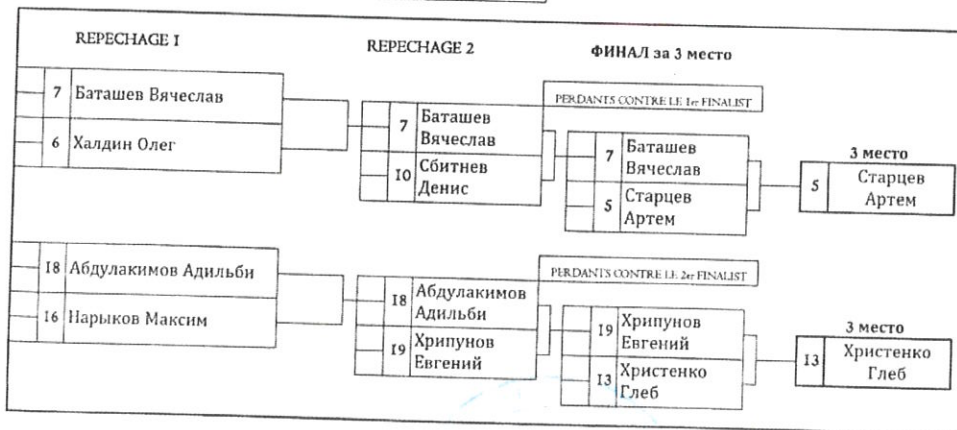 REPECHAGE I
REPECHAGE 2
ФИНАЛ за 3 место
7 Баташев Вячеслав
6 Халдин Олег
PERDANTS CONTRE LE 1er FINALIST
7 Баташев
Вячеслав
10 Сбитнев
Денис
7 Баташев
Вячеслав
5 Старцев
Артем
3 место
5 Старцев
Артем
18 Абдулакимов Адильби
16 Нарыков Максим
PERDANTS CONTRE LE 2er FINALIST
18 Абдулакимов
Адильби
19 Хрипунов
Евгений
19 Хрипунов
Евгений
13 Христенко
Глеб
3 место
13 Христенко
Глеб